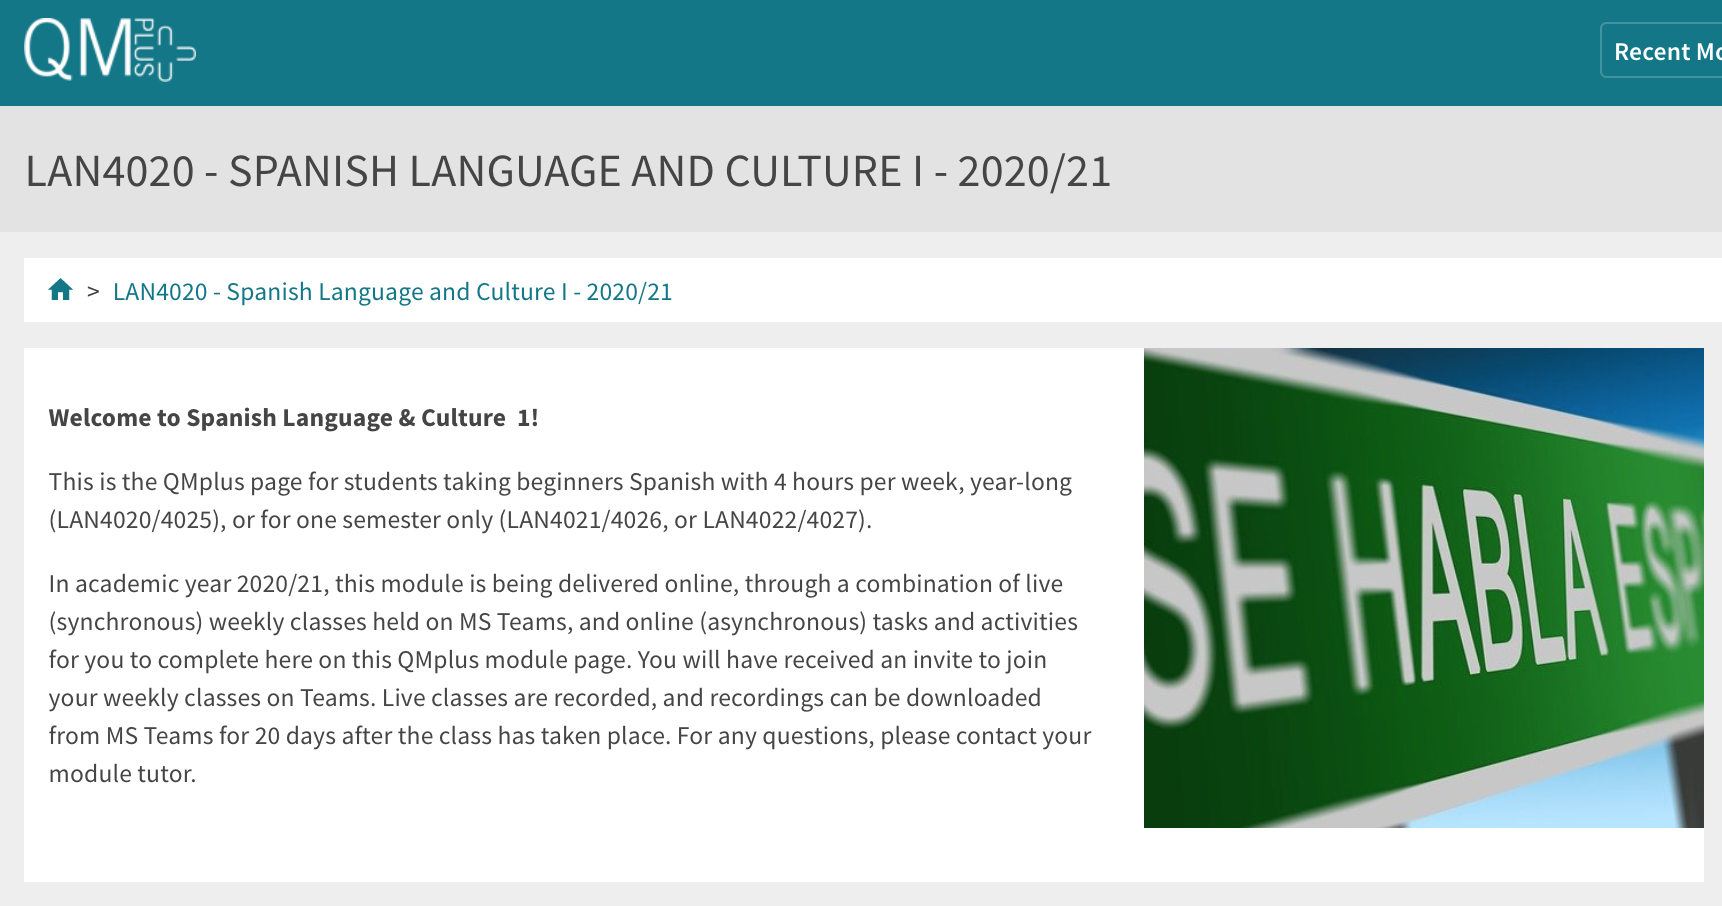 QM PLUS
Recent Mo
LAN4020 - SPANISH LANGUAGE AND CULTURE I - 2020/21
> LAN4020 - Spanish Language and Culture I - 2020/21
Welcome to Spanish Language & Culture 1!
This is the QMplus page for students taking beginners Spanish with 4 hours per week, year-long
(LAN4020/4025), or for one semester only (LAN4021/4026, or LAN4022/4027).
In academic year 2020/21, this module is being delivered online, through a combination of live
(synchronous) weekly classes held on MS Teams, and online (asynchronous) tasks and activities
for you to complete here on this QMplus module page. You will have received an invite to join
your weekly classes on Teams. Live classes are recorded, and recordings can be downloaded
from MS Teams for 20 days after the class has taken place. For any questions, please contact your
module tutor.
SE HABLA ESP